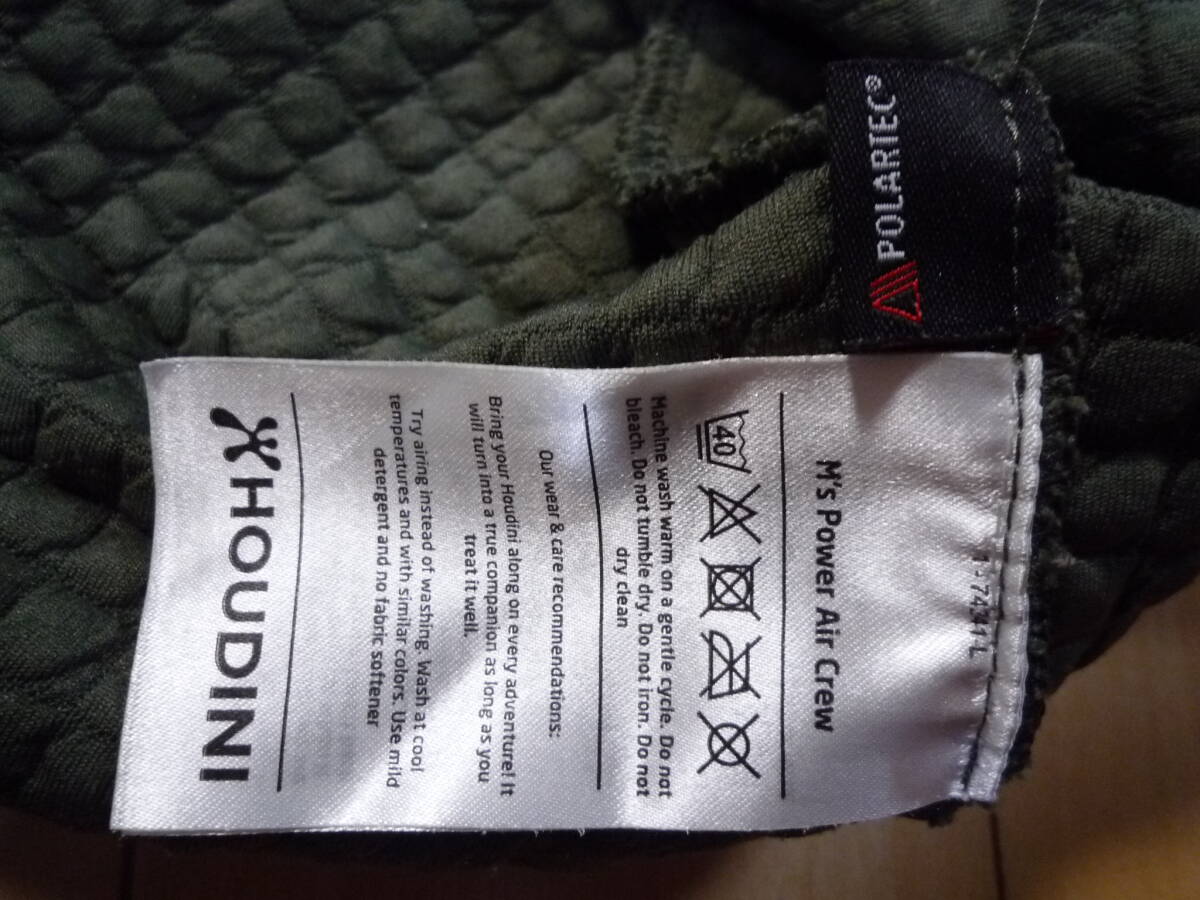 POLARTEC®
M's Power Air Crew
40
Machine wash warm on a gentle cycle. Do not
bleach. Do not tumble dry. Do not iron. Do not
dry clean
Our wear & care recommendations:
Bring your Houdini along on every adventure! It
will turn into a true companion as long as you
treat it well.
Try airing instead of washing. Wash at cool
temperatures and with similar colors. Use mild
detergent and no fabric softener
HOUDINI